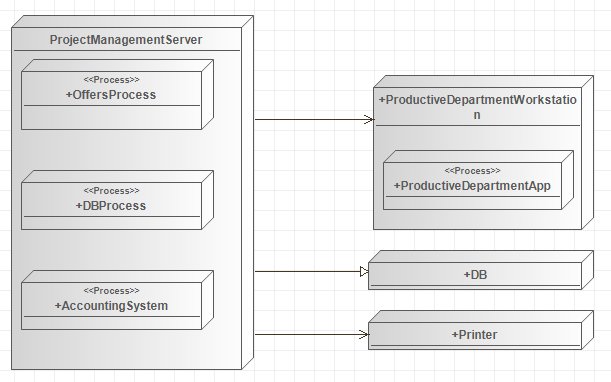 ProjectManagementServer
<<Process>>
+OffersProcess
<<Process>>
+DBProcess
<<Process>>
+AccountingSystem
+ProductiveDepartmentWorkstatio
n
<<Process>>
+ProductiveDepartmentApp
+DB
+Printer